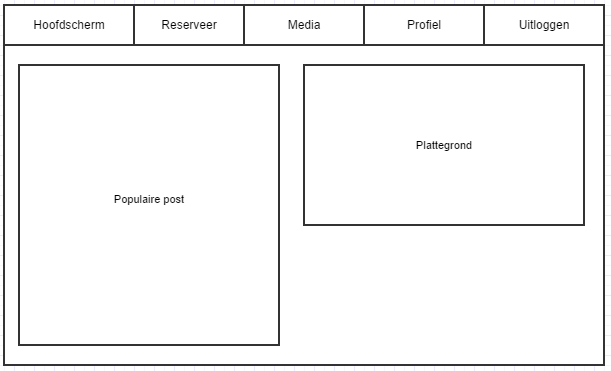 Hoofdscherm Reserveer Media Profiel Uitloggen
Plattegrond
Populaire post